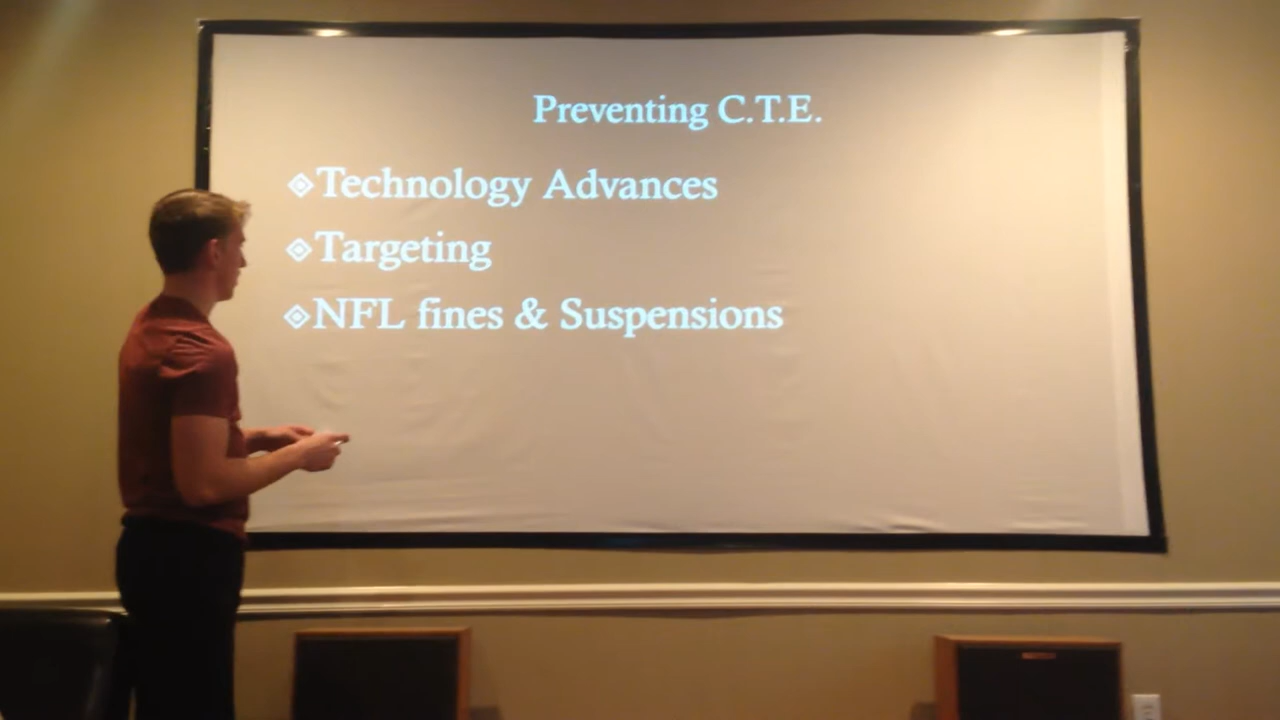 Preventing C.T.E.
Technology Advances
Targeting
NFL fines & Suspensions